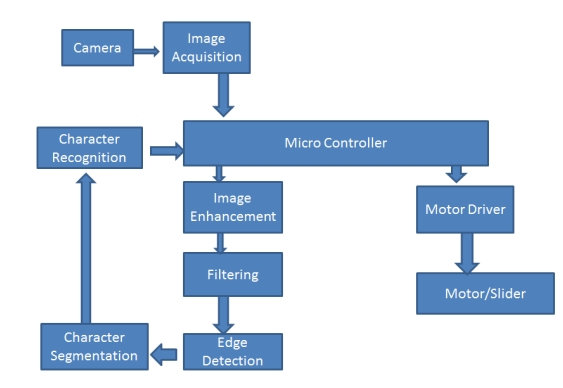 Camera
Image
Acquisition
Character
Recognition
Micro Controller
Image
Enhancement
Motor Driver
Filtering
Motor/Slider
Character
Segmentation
Edge
Detection